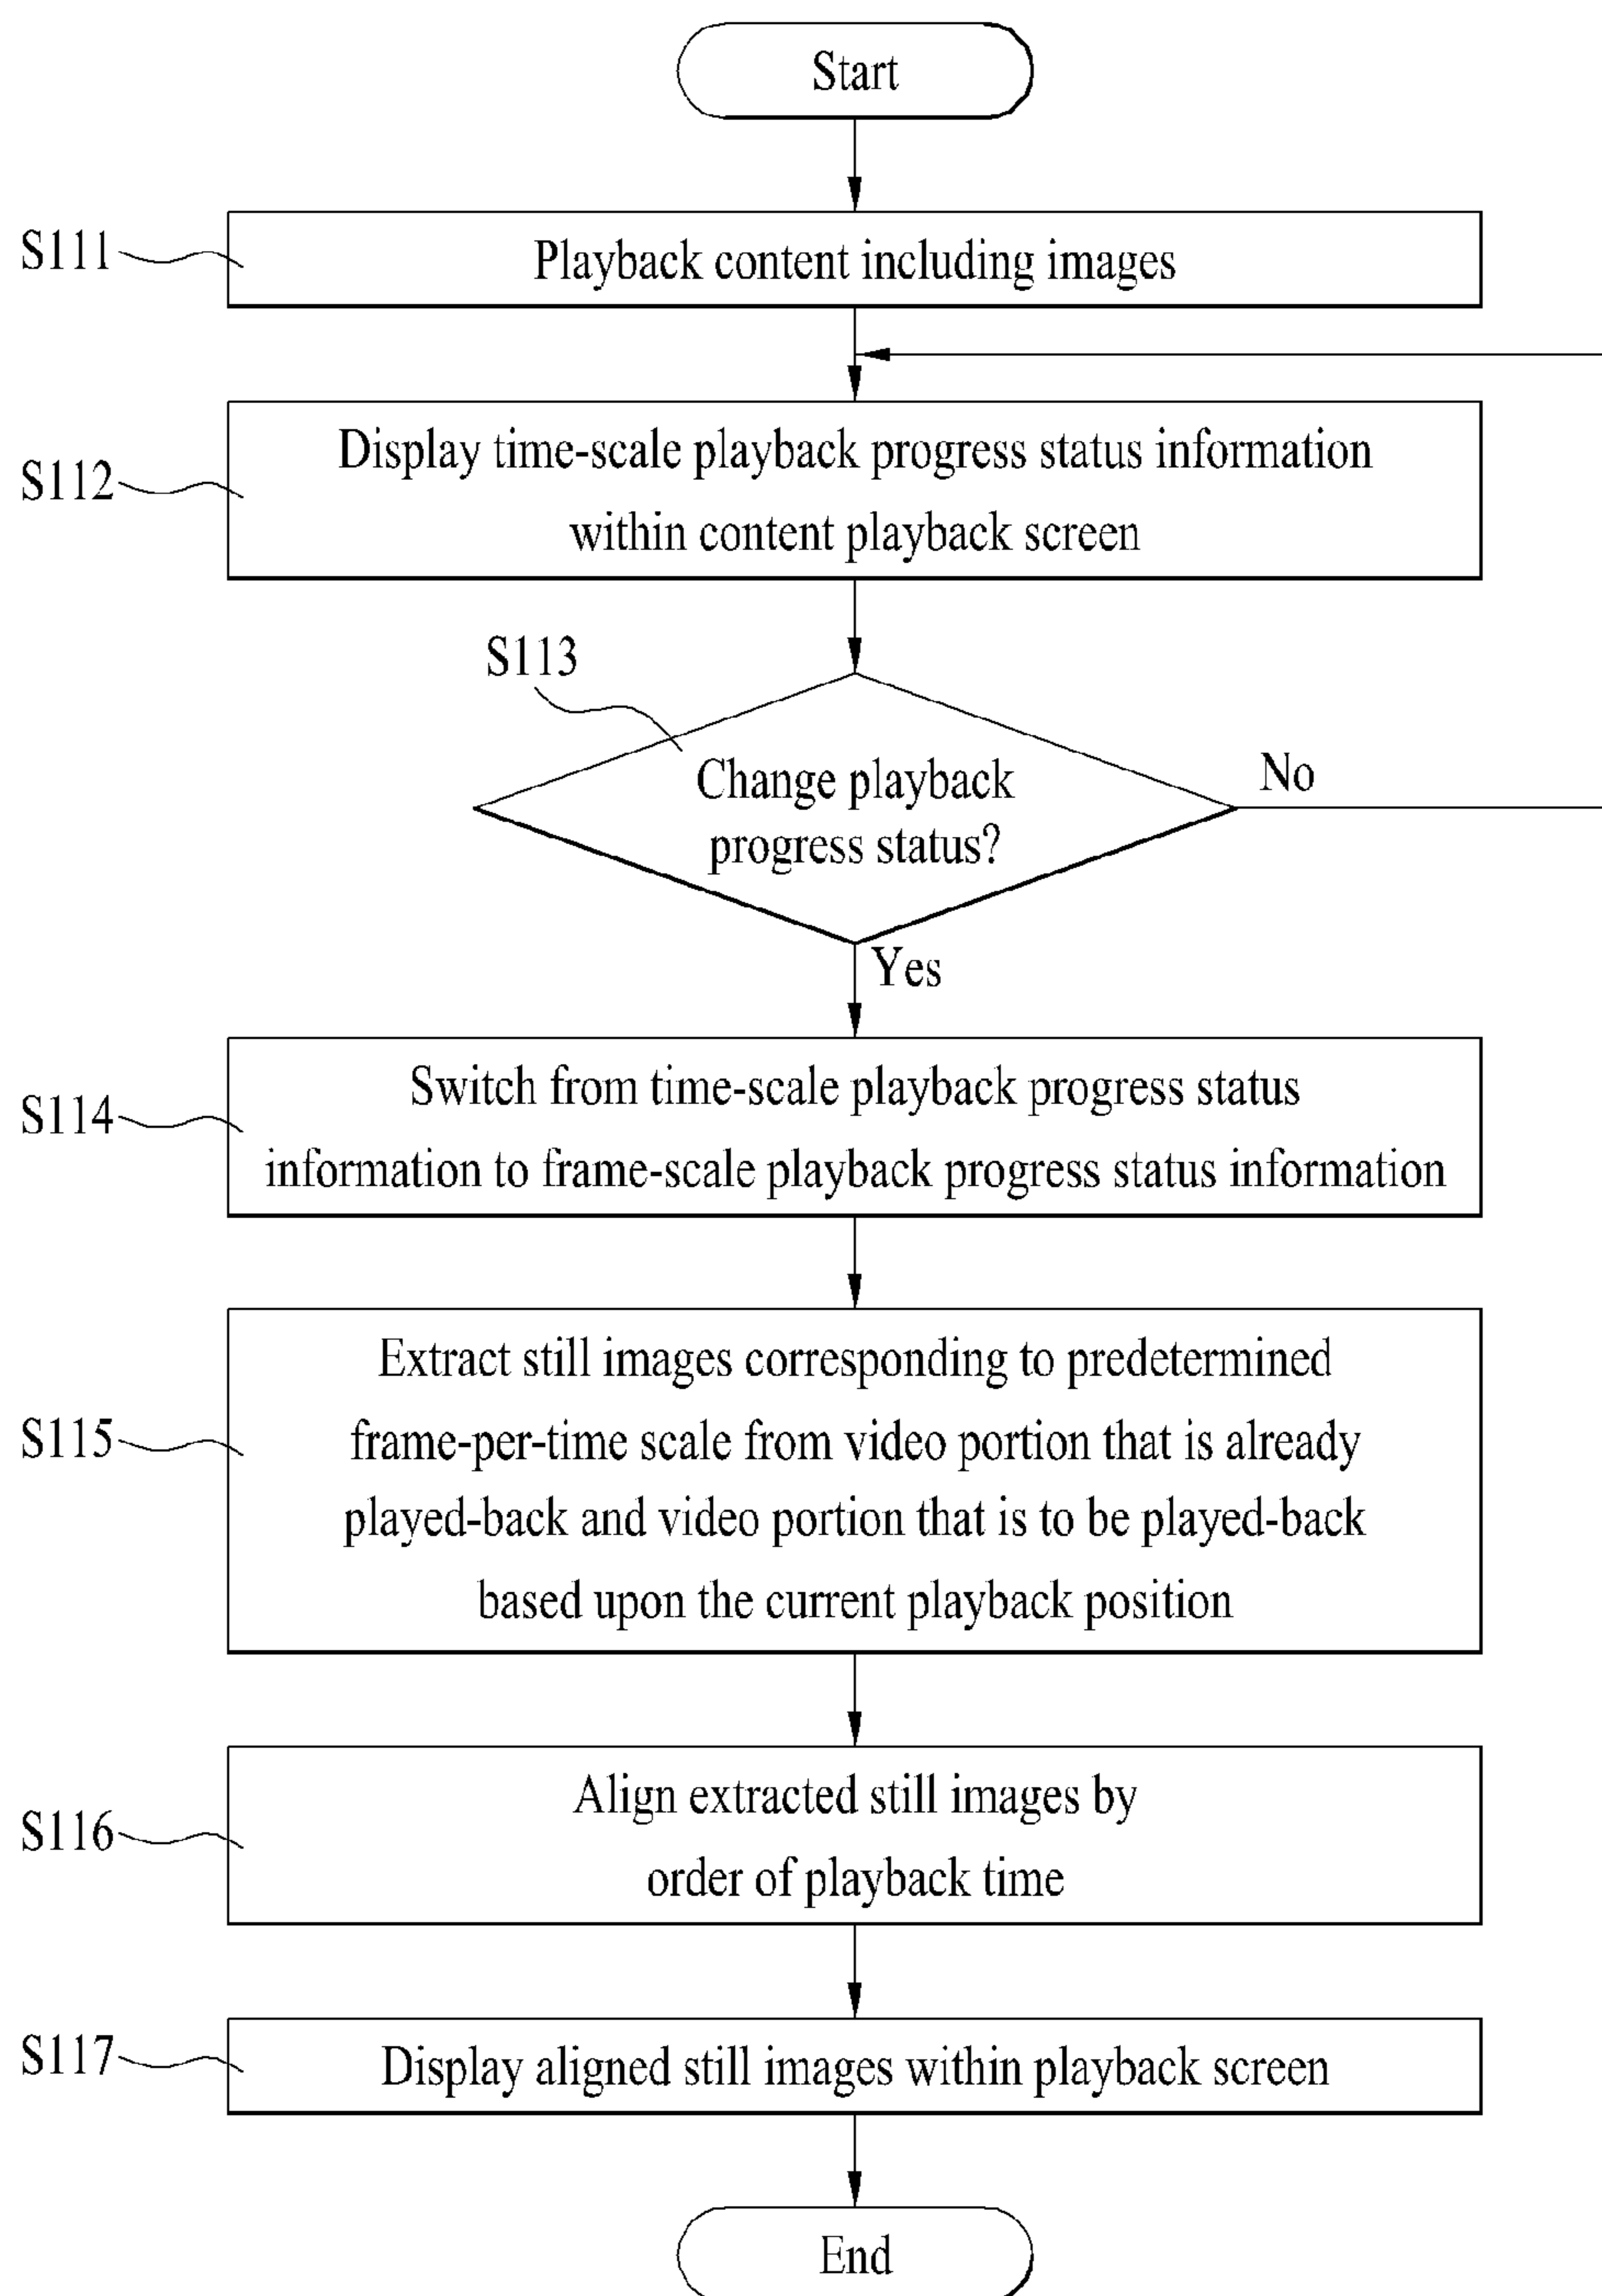 Start
S111
Playback content including images
S112
Display time-scale playback progress status information
within content playback screen
S113
Change playback
progress status?
No
Yes
S114
Switch from time-scale playback progress status
information to frame-scale playback progress status information
S115
Extract still images corresponding to predetermined
frame-per-time scale from video portion that is already
played-back and video portion that is to be played-back
based upon the current playback position
S116
Align extracted still images by
order of playback time
S117
Display aligned still images within playback screen
End